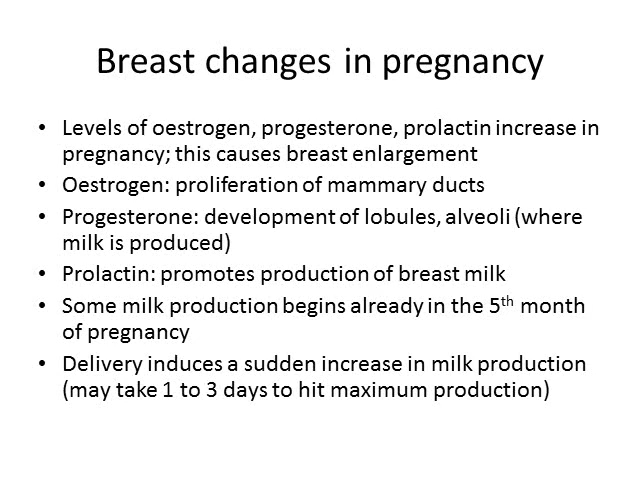 Breast changes in pregnancy
• Levels of oestrogen, progesterone, prolactin increase in
pregnancy; this causes breast enlargement
• Oestrogen: proliferation of mammary ducts
• Progesterone: development of lobules, alveoli (where
milk is produced)
• Prolactin: promotes production of breast milk
• Some milk production begins already in the 5th month
of pregnancy
• Delivery induces a sudden increase in milk production
(may take 1 to 3 days to hit maximum production)